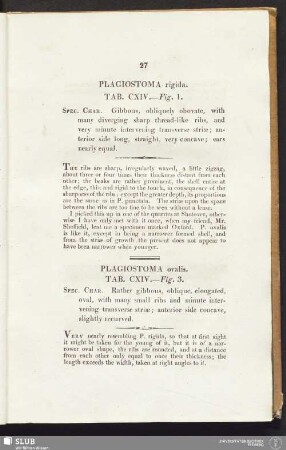 27
PLAGIOSTOMA rigida.
TAB. CXIV.—Fig. 1.
Spec. Char. Gibbous, obliquely obovate, with
many diverging sharp thread-like ribs, and
very minute intervening transverse striæ; an-
terior side long, straight, very concave; ears
nearly equal.
The ribs are sharp, irregularly waved, a little zigzag,
about three or four times their thickness distant from each
other; the beaks are rather produced, the shell entire at
the edge, thin and rigid to the touch, in consequence of the
sharpness of the ribs: except the greater depth, its proportions
are the same as in P. punctata. The striæ upon the space
between the ribs are too fine to be seen without a lense.
I picked this up in one of the quarries at Shotover, other-
wise I have only met with it once, when my friend, Mr.
Sheffield, lent me a specimen marked Oxford. P. ovalis
is like it, except in being a narrower formed shell, and
from the striæ of growth the present does not appear to
have been narrower when younger.
PLAGIOSTOMA ovalis.
TAB. CXIV.—Fig. 3.
Spec. Char. Rather gibbous, oblique, elongated,
oval, with many small ribs and minute inter-
vening transverse striæ; anterior side concave,
slightly recurved.
Very nearly resembling P. rigida, so that at first sight
it might be taken for the young of it, but it is of a nar-
rower oval shape, the ribs are rounded, and at a distance
from each other only equal to once their thickness; the
length exceeds the width, taken at right angles to it.
SLUB